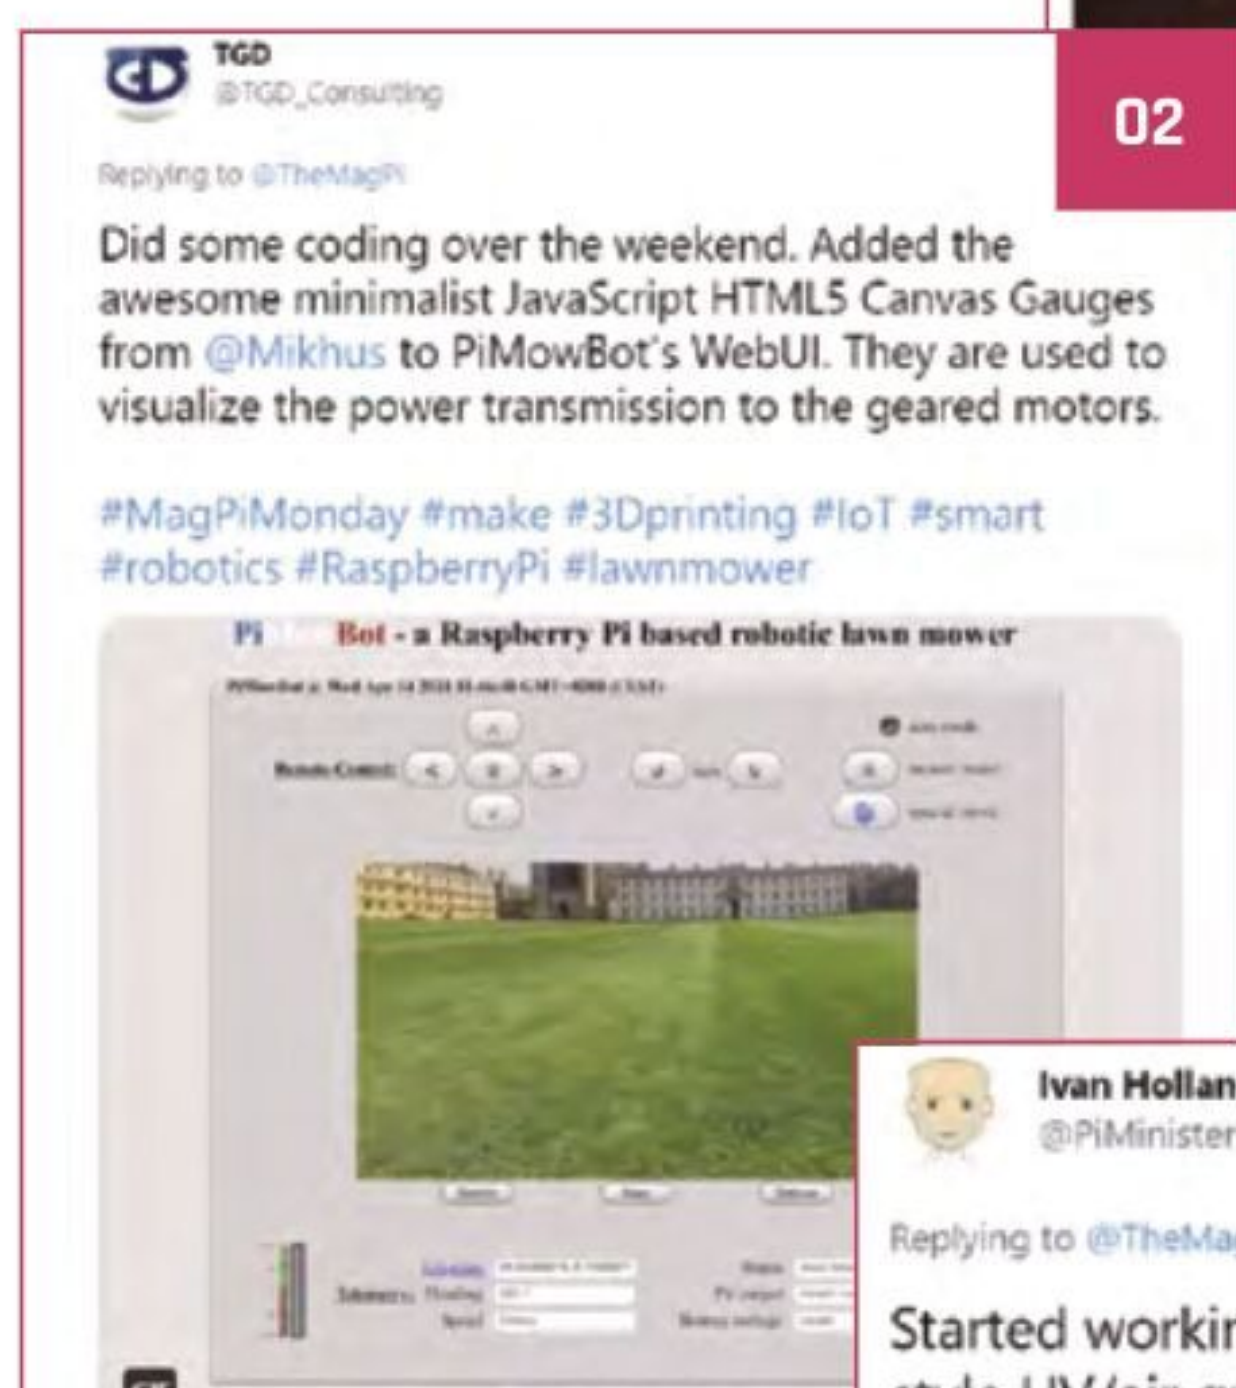 TGD
@TGD_Consulting
02
Replying to @TheMagPi
Did some coding over the weekend. Added the
awesome minimalist JavaScript HTML5 Canvas Gauges
from @Mikhus to PiMowBot's WebUI. They are used to
visualize the power transmission to the geared motors.
#MagPiMonday #make #3Dprinting #IoT #smart
#robotics #RaspberryPi #lawnmower
Pi Bot - a Raspberry Pi based robotic lawn mower
Remote-Control:
Heading
Speed
Ivan Hollan
@PiMinister
Replying to @TheMag
Started workin